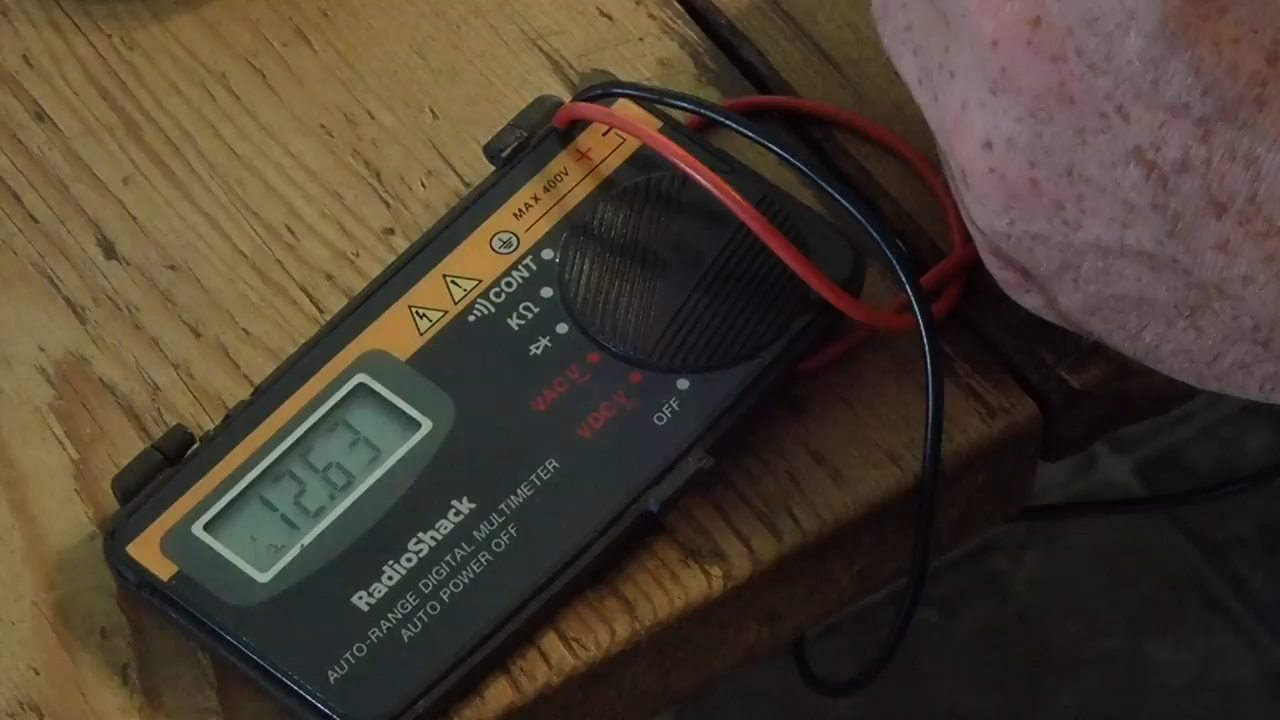 + -
MAX 400V
CONT
KΩ
VAC V
VDC V
OFF
12.63
RadioShack
AUTO-RANGE DIGITAL MULTIMETER
AUTO POWER OFF